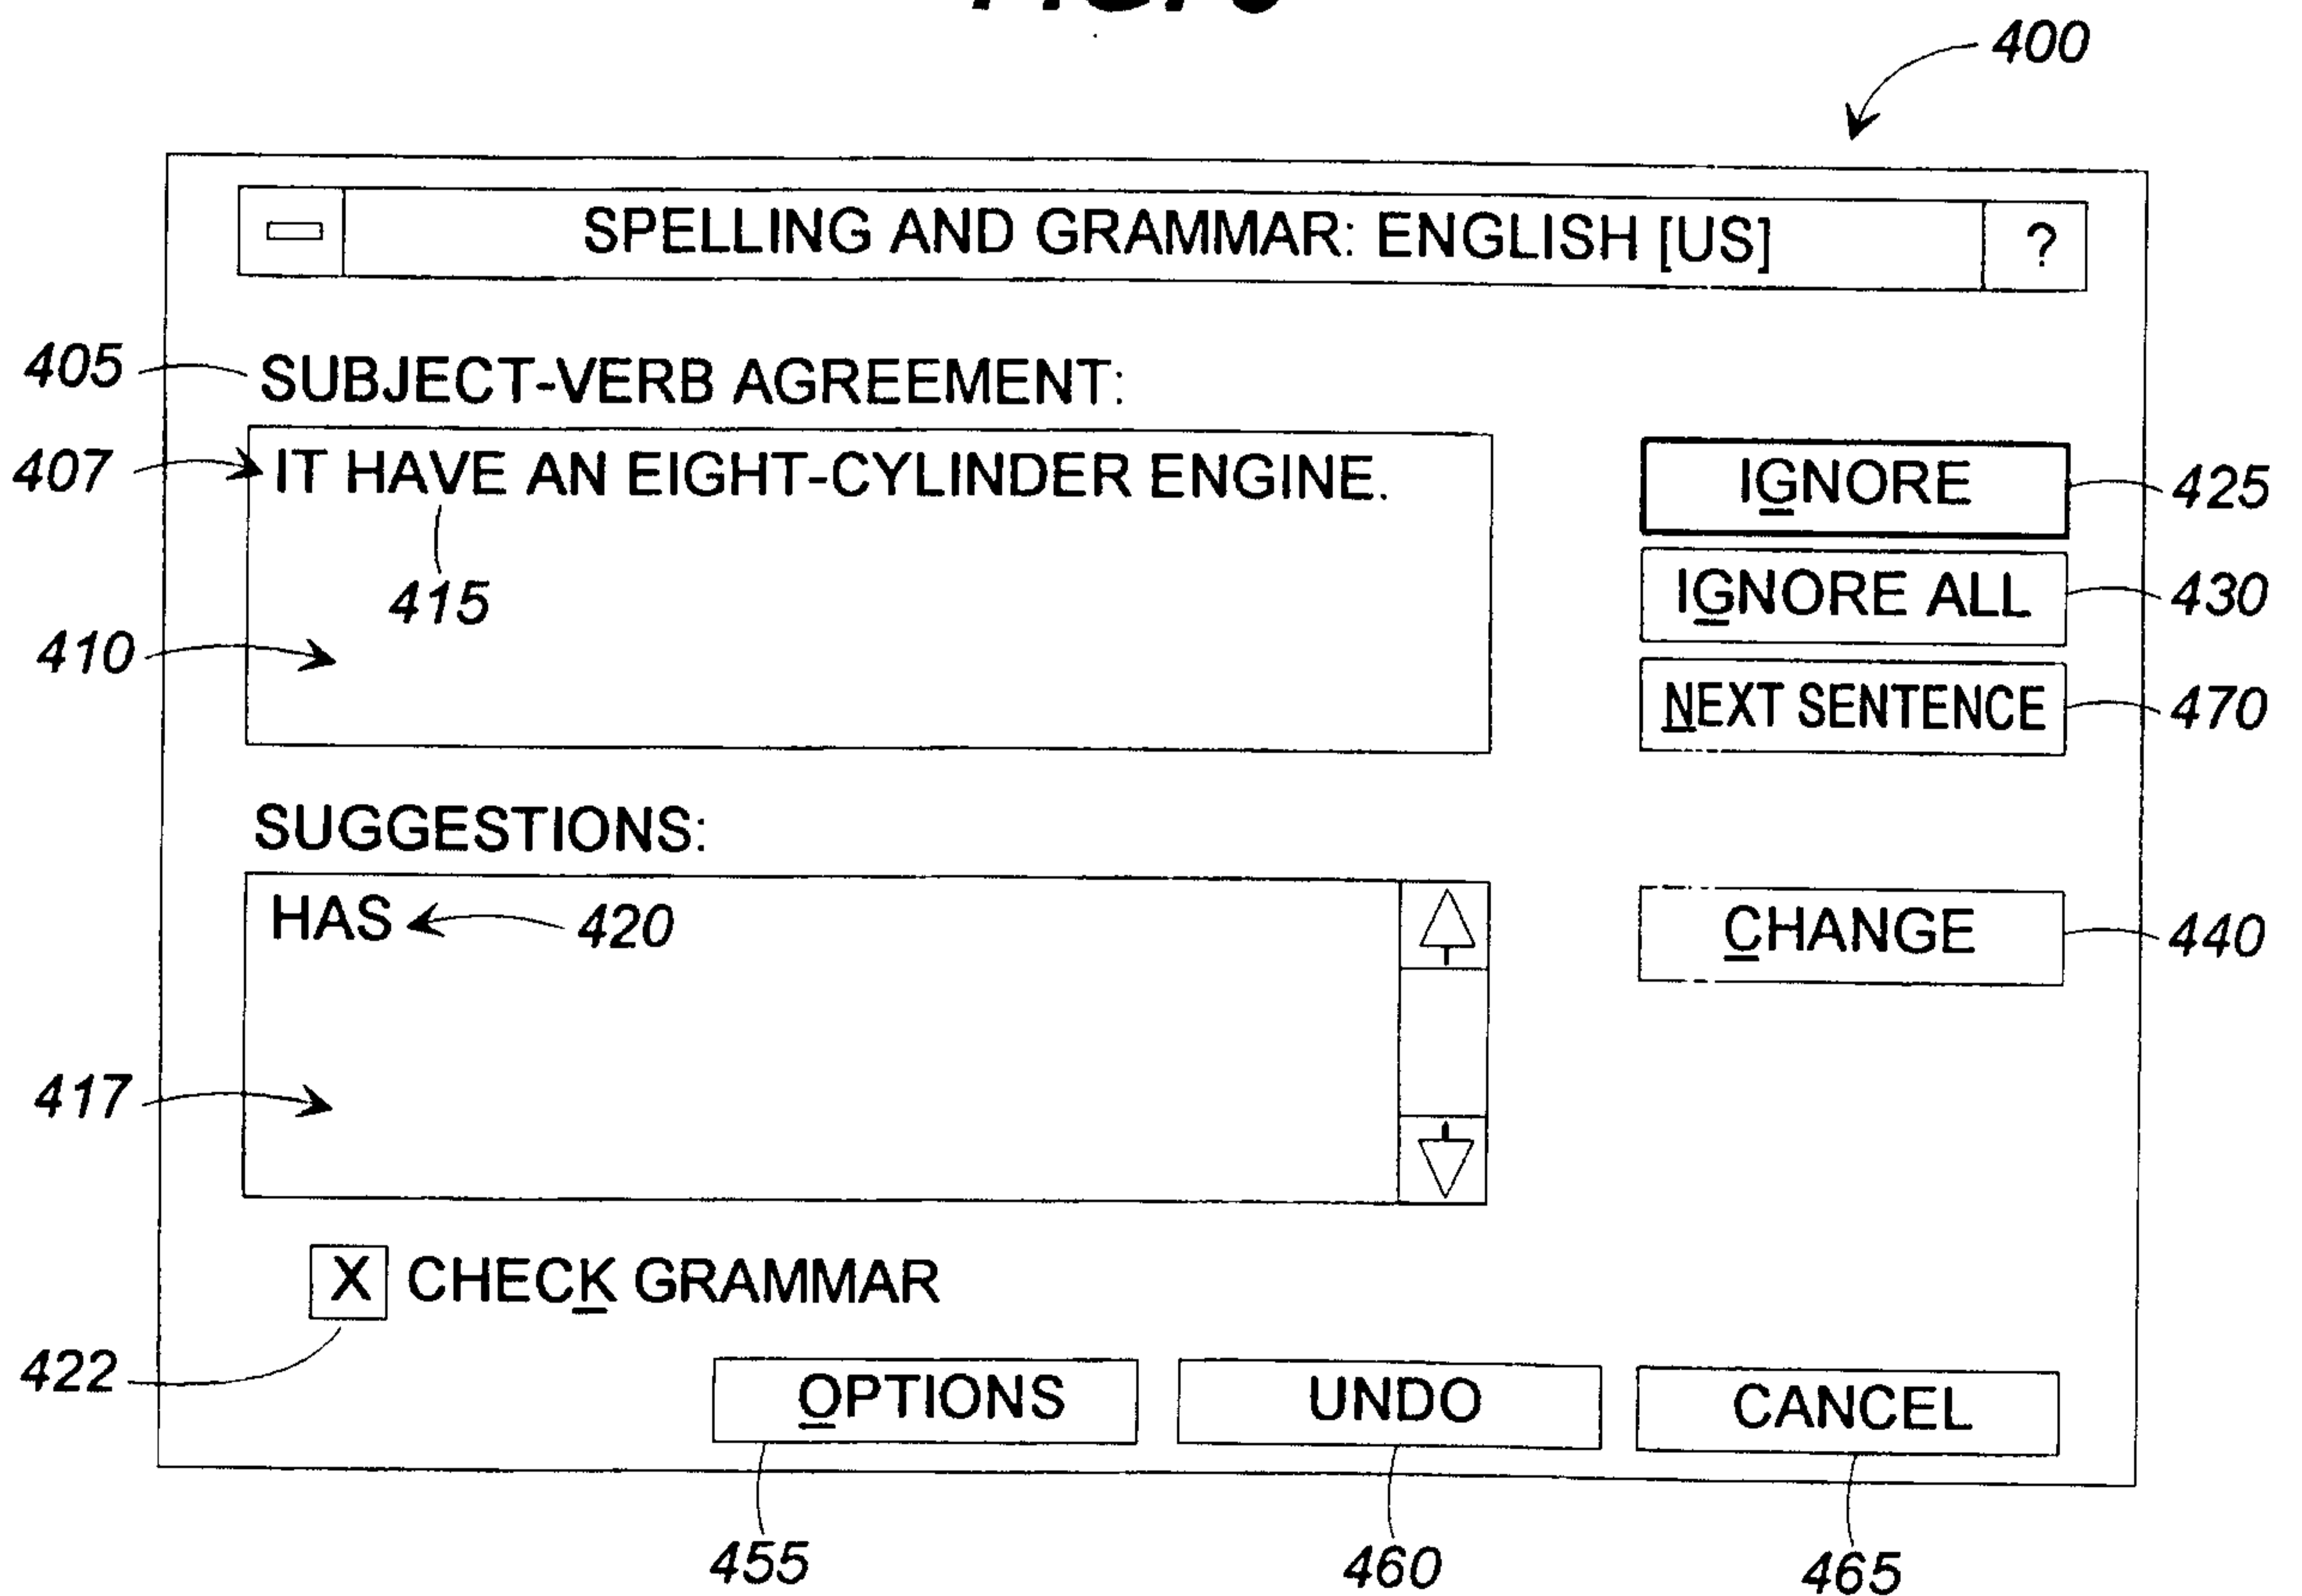 400
SPELLING AND GRAMMAR: ENGLISH [US] ?
405 SUBJECT-VERB AGREEMENT:
407 IT HAVE AN EIGHT-CYLINDER ENGINE.
IGNORE 425
415
IGNORE ALL 430
410
NEXT SENTENCE 470
SUGGESTIONS:
HAS 420
CHANGE 440
417
X CHECK GRAMMAR
422
OPTIONS UNDO CANCEL
455 460 465